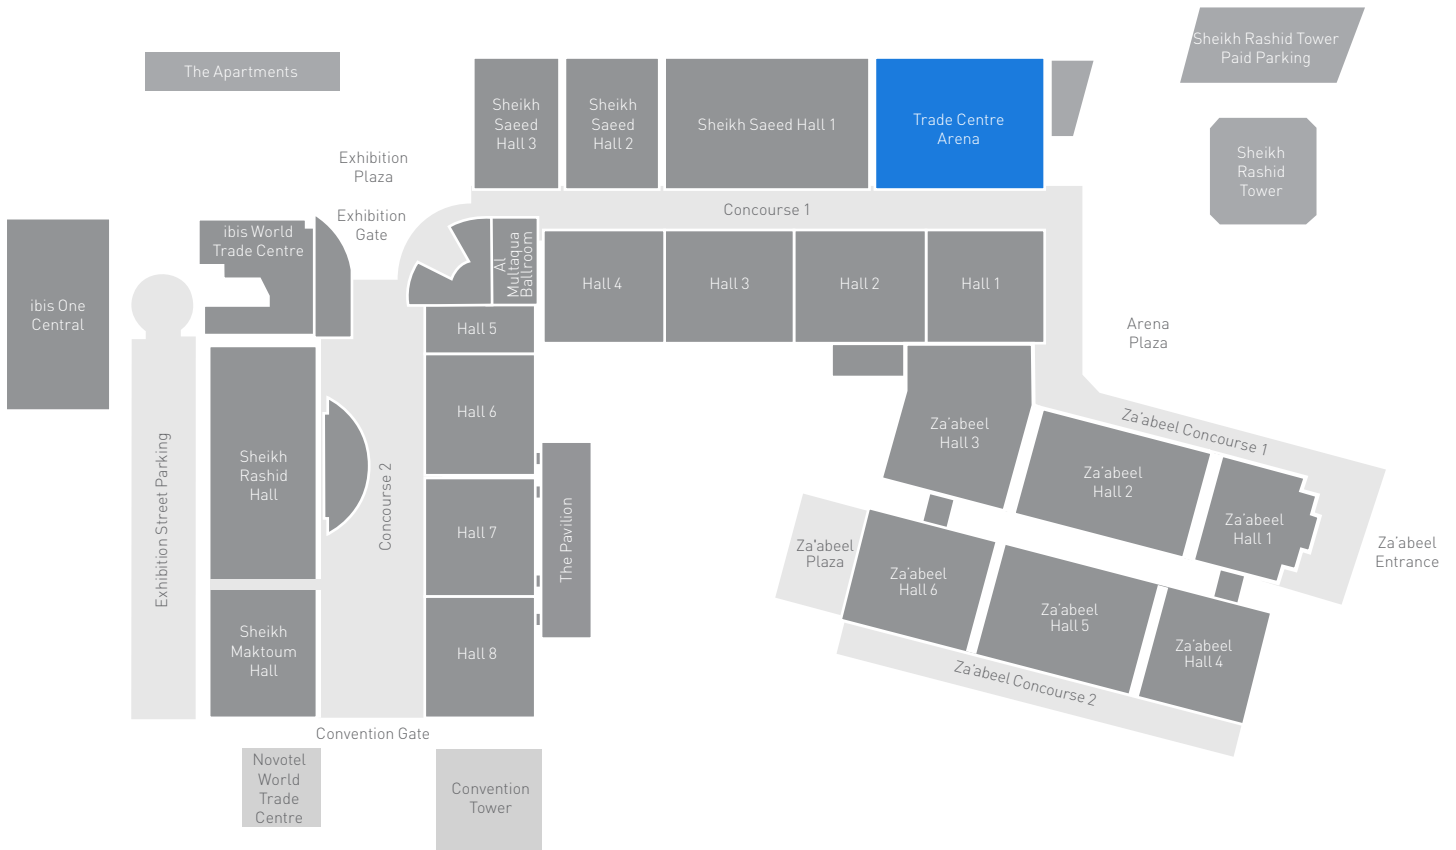 Sheikh Rashid Tower
Paid Parking
The Apartments
Sheikh
Saeed
Hall 3
Sheikh
Saeed
Hall 2
Sheikh Saeed Hall 1
Trade Centre
Arena
Sheikh
Rashid
Tower
Exhibition
Plaza
Exhibition
Gate
Concourse 1
ibis World
Trade Centre
Al
Multaqua
Ballroom
ibis One
Central
Hall 4
Hall 3
Hall 2
Hall 1
Hall 5
Arena
Plaza
Hall 6
Za'abeel
Hall 3
Za'abeel Concourse 1
Sheikh
Rashid
Hall
Exhibition Street Parking
Concourse 2
Za'abeel
Hall 2
Hall 7
The Pavilion
Za'abeel
Hall 1
Za'abeel
Plaza
Za'abeel
Entrance
Za'abeel
Hall 6
Za'abeel
Hall 5
Za'abeel
Hall 4
Sheikh
Maktoum
Hall
Hall 8
Za'abeel Concourse 2
Convention Gate
Novotel
World
Trade
Centre
Convention
Tower